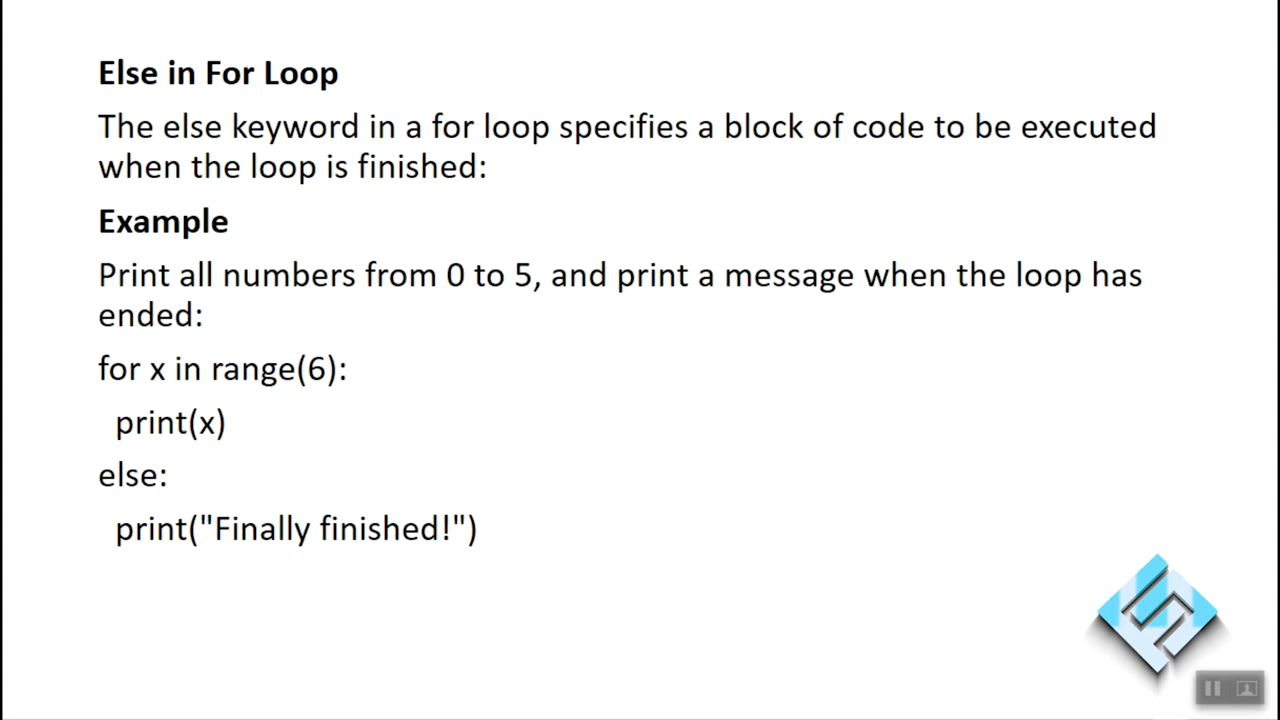 Else in For Loop
The else keyword in a for loop specifies a block of code to be executed
when the loop is finished:
Example
Print all numbers from 0 to 5, and print a message when the loop has
ended:
for x in range(6):
  print(x)
else:
  print("Finally finished!")